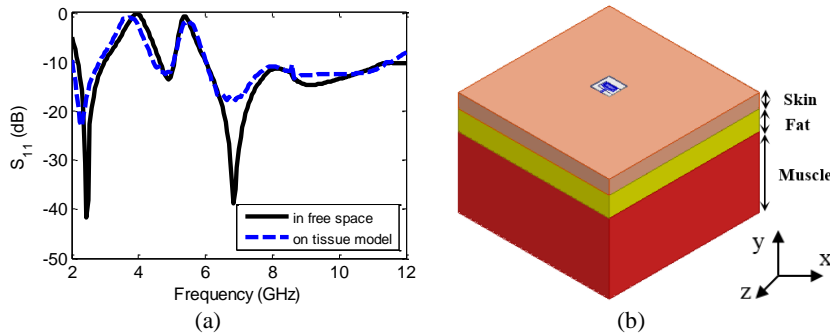 0
-10
-20
-30
-40
-50
S11 (dB)
in free space
on tissue model
2 4 6 8 10 12
Frequency (GHz)
(a)
Skin
Fat
Muscle
y
x
z
(b)